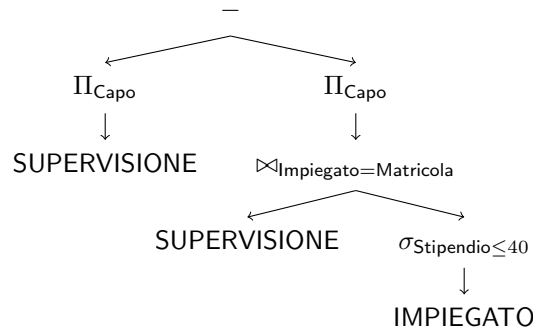 −
Π_Capo Π_Capo
SUPERVISIONE ⋈_Impiegato=Matricola
SUPERVISIONE σ_Stipendio≤40
IMPIEGATO